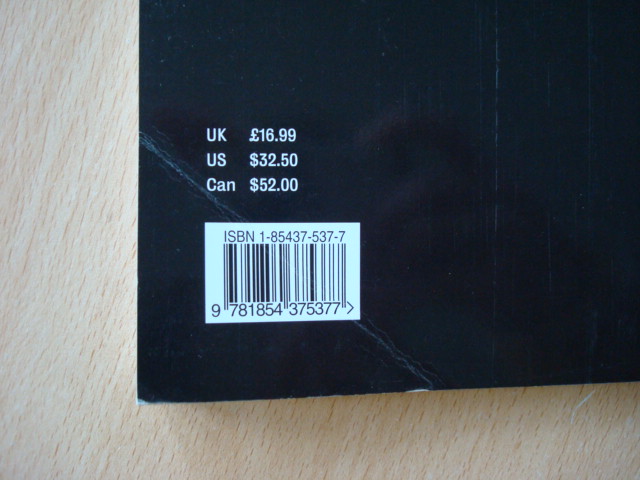 UK £16.99
US $32.50
Can $52.00
ISBN 1-85437-537-7
9 781854 375377 >